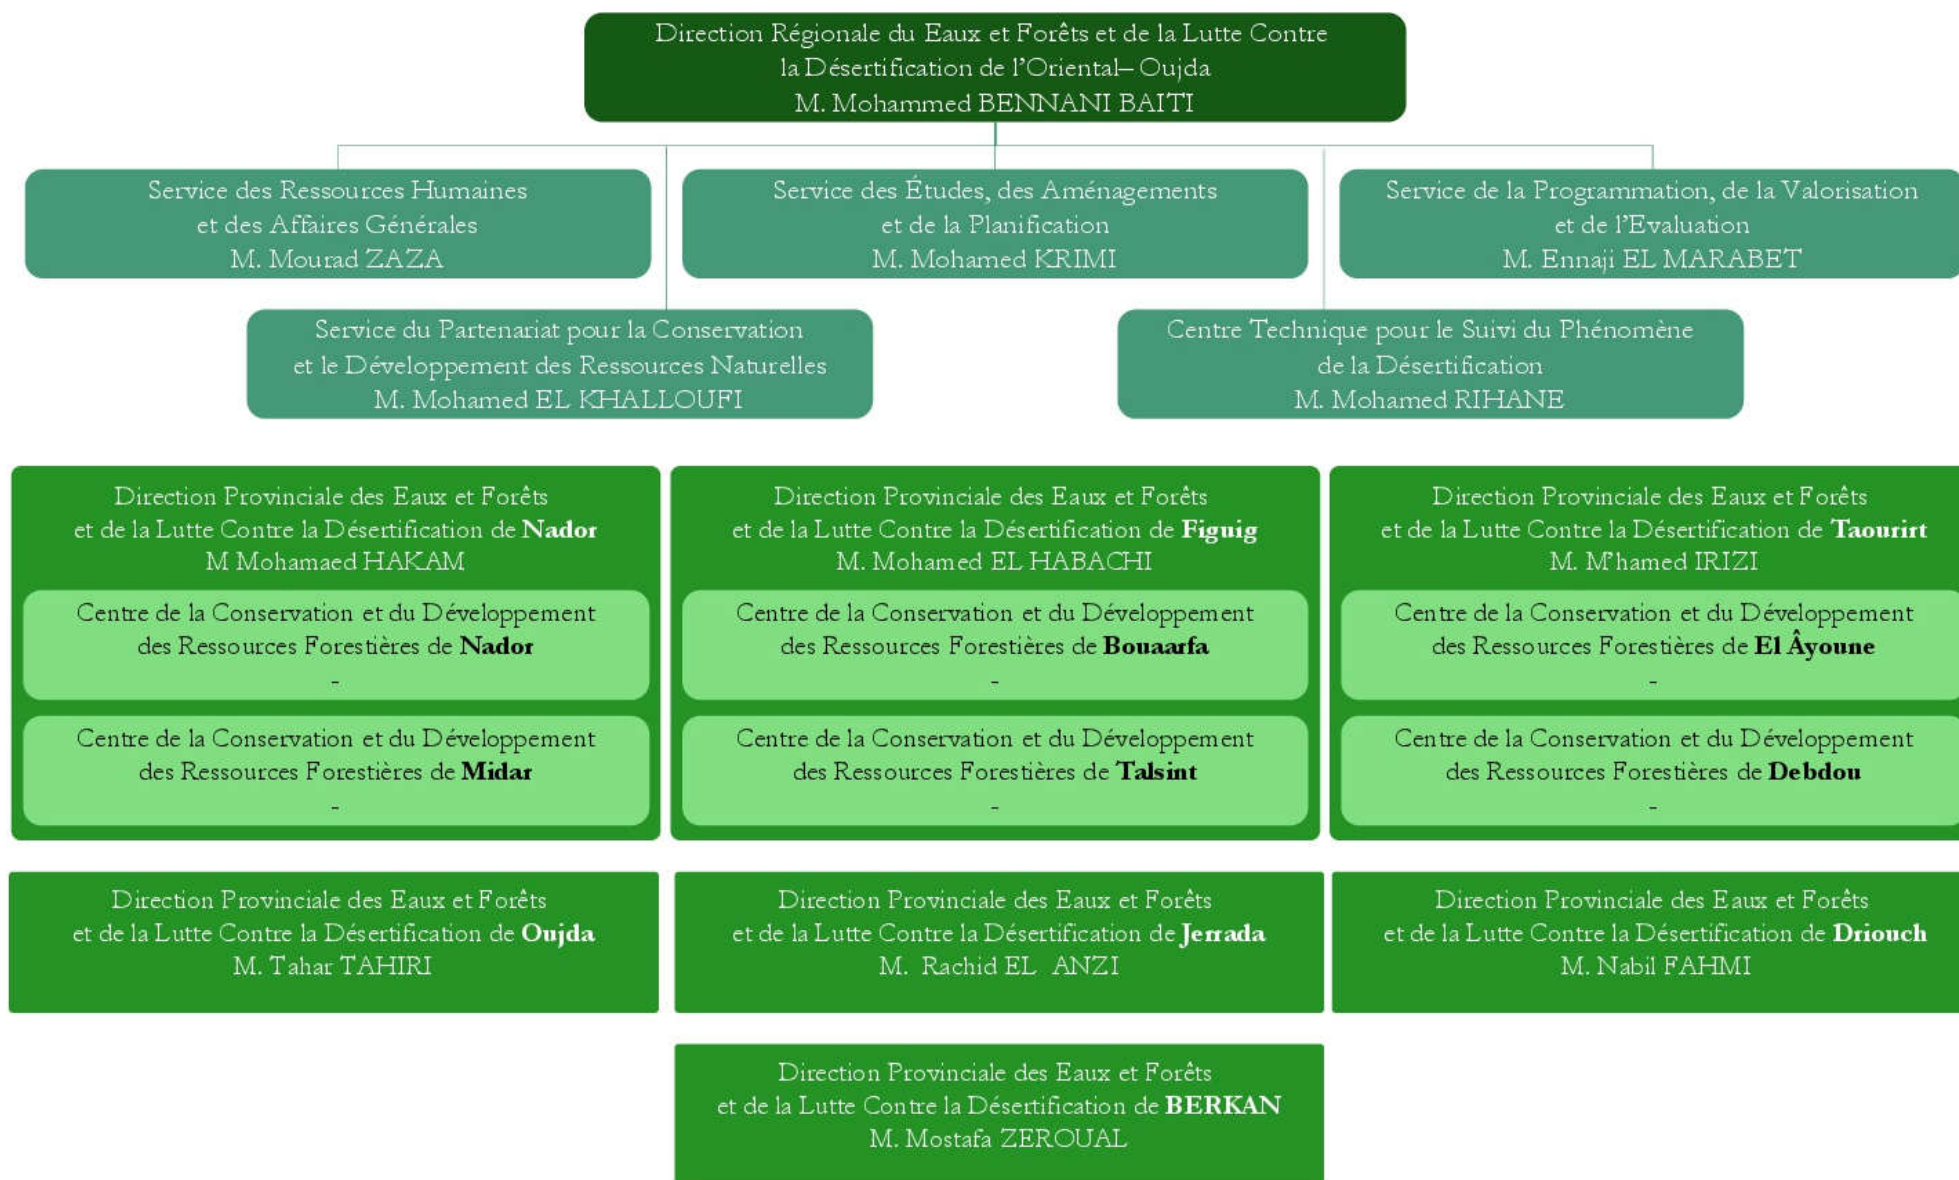 Direction Régionale du Eaux et Forêts et de la Lutte Contre
la Désertification de l'Oriental– Oujda
M. Mohammed BENNANI BAITI
Service des Ressources Humaines
et des Affaires Générales
M. Mourad ZAZA
Service des Études, des Aménagements
et de la Planification
M. Mohamed KRIMI
Service de la Programmation, de la Valorisation
et de l'Evaluation
M. Ennaji EL MARABET
Service du Partenariat pour la Conservation
et le Développement des Ressources Naturelles
M. Mohamed EL KHALLOUFI
Centre Technique pour le Suivi du Phénomène
de la Désertification
M. Mohamed RIHANE
Direction Provinciale des Eaux et Forêts
et de la Lutte Contre la Désertification de Nador
M Mohamaed HAKAM
Centre de la Conservation et du Développement
des Ressources Forestières de Nador
-
Centre de la Conservation et du Développement
des Ressources Forestières de Midar
-
Direction Provinciale des Eaux et Forêts
et de la Lutte Contre la Désertification de Figuig
M. Mohamed EL HABACHI
Centre de la Conservation et du Développement
des Ressources Forestières de Bouaarfa
-
Centre de la Conservation et du Développement
des Ressources Forestières de Talsint
-
Direction Provinciale des Eaux et Forêts
et de la Lutte Contre la Désertification de Taourirt
M. M'hamed IRIZI
Centre de la Conservation et du Développement
des Ressources Forestières de El Âyoune
-
Centre de la Conservation et du Développement
des Ressources Forestières de Debdou
-
Direction Provinciale des Eaux et Forêts
et de la Lutte Contre la Désertification de Oujda
M. Tahar TAHIRI
Direction Provinciale des Eaux et Forêts
et de la Lutte Contre la Désertification de Jerrada
M. Rachid EL ANZI
Direction Provinciale des Eaux et Forêts
et de la Lutte Contre la Désertification de Driouch
M. Nabil FAHMI
Direction Provinciale des Eaux et Forêts
et de la Lutte Contre la Désertification de BERKAN
M. Mostafa ZEROUAL